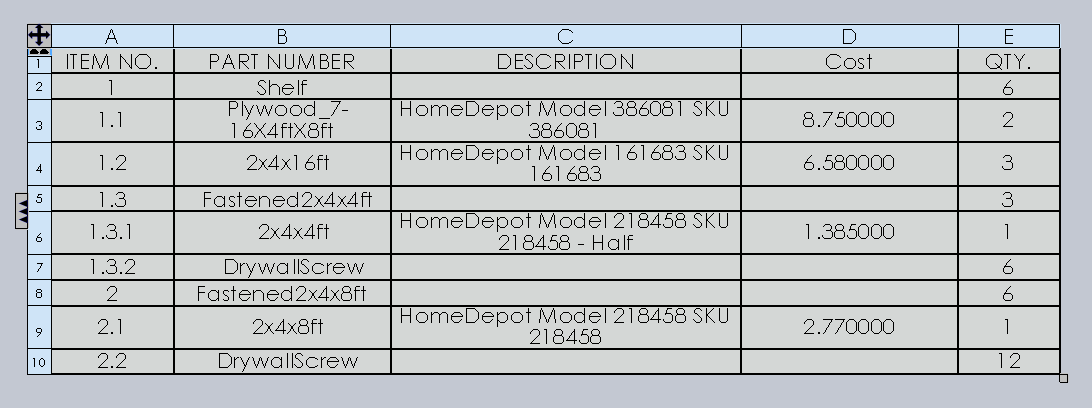 A B C D E
1 ITEM NO. PART NUMBER DESCRIPTION Cost QTY.
2 1 Shelf 6
3 1.1 Plywood_7-16X4ftX8ft HomeDepot Model 386081 SKU 386081 8.750000 2
4 1.2 2x4x16ft HomeDepot Model 161683 SKU 161683 6.580000 3
5 1.3 Fastened2x4x4ft 3
6 1.3.1 2x4x4ft HomeDepot Model 218458 SKU 218458 - Half 1.385000 1
7 1.3.2 DrywallScrew 6
8 2 Fastened2x4x8ft 6
9 2.1 2x4x8ft HomeDepot Model 218458 SKU 218458 2.770000 1
10 2.2 DrywallScrew 12